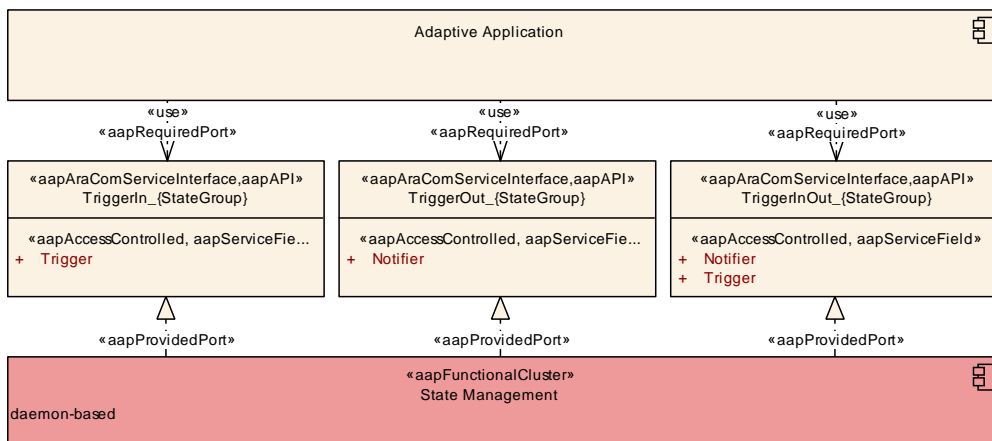 Adaptive Application
«use»
«aapRequiredPort»
«use»
«aapRequiredPort»
«use»
«aapRequiredPort»
«aapAraComServiceInterface,aapAPI»
TriggerIn_{StateGroup}
«aapAccessControlled, aapServiceFie...
+ Trigger
«aapAraComServiceInterface,aapAPI»
TriggerOut_{StateGroup}
«aapAccessControlled, aapServiceFie...
+ Notifier
«aapAraComServiceInterface,aapAPI»
TriggerInOut_{StateGroup}
«aapAccessControlled, aapServiceField»
+ Notifier
+ Trigger
«aapProvidedPort»
«aapProvidedPort»
«aapProvidedPort»
«aapFunctionalCluster»
State Management
daemon-based